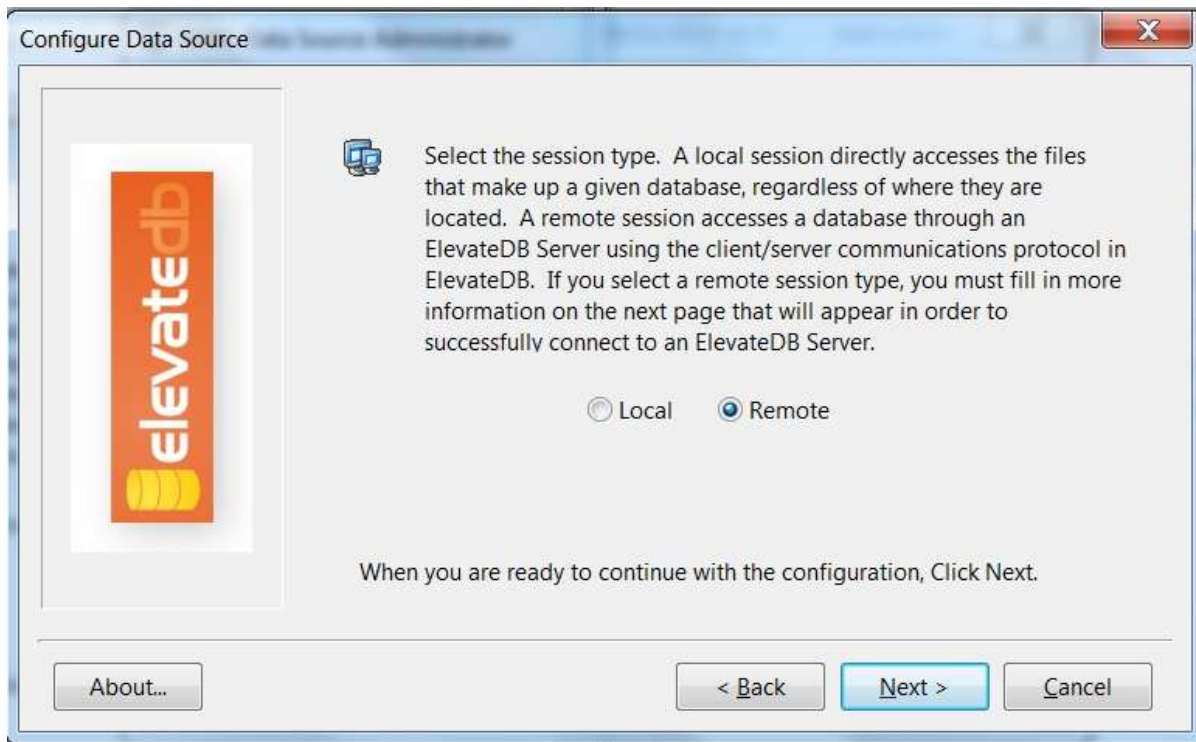 Configure Data Source
elevatedb
Select the session type. A local session directly accesses the files
that make up a given database, regardless of where they are
located. A remote session accesses a database through an
ElevateDB Server using the client/server communications protocol in
ElevateDB. If you select a remote session type, you must fill in more
information on the next page that will appear in order to
successfully connect to an ElevateDB Server.
Local Remote
When you are ready to continue with the configuration, Click Next.
About... < Back Next > Cancel